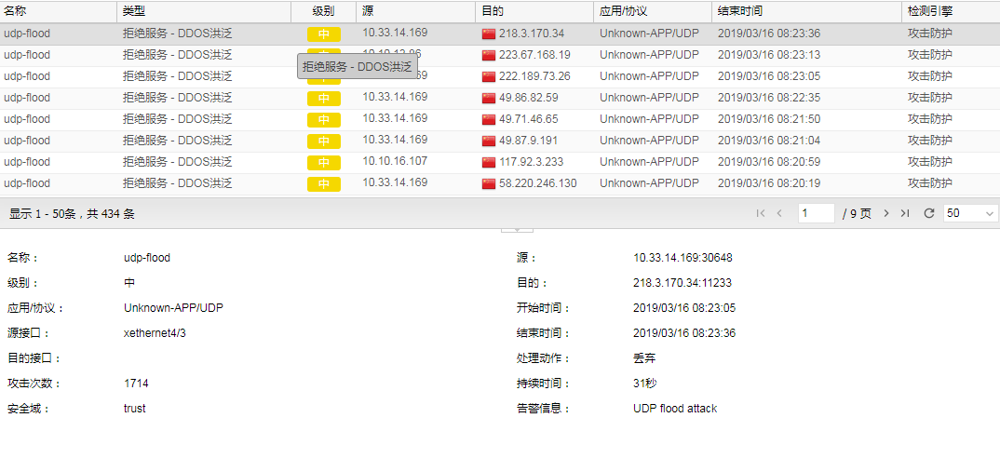 名称 类型 级别 源 目的 应用/协议 结束时间 检测引擎
udp-flood 拒绝服务 - DDOS洪泛 中 10.33.14.169 218.3.170.34 Unknown-APP/UDP 2019/03/16 08:23:36 攻击防护
udp-flood 拒绝服务 - DDOS洪泛 223.67.168.19 Unknown-APP/UDP 2019/03/16 08:23:13 攻击防护
拒绝服务 - DDOS洪泛
udp-flood 拒绝服务 - DDOS洪泛 222.189.73.26 Unknown-APP/UDP 2019/03/16 08:23:05 攻击防护
udp-flood 拒绝服务 - DDOS洪泛 中 10.33.14.169 49.86.82.59 Unknown-APP/UDP 2019/03/16 08:22:35 攻击防护
udp-flood 拒绝服务 - DDOS洪泛 中 10.33.14.169 49.71.46.65 Unknown-APP/UDP 2019/03/16 08:21:50 攻击防护
udp-flood 拒绝服务 - DDOS洪泛 中 10.33.14.169 49.87.9.191 Unknown-APP/UDP 2019/03/16 08:21:04 攻击防护
udp-flood 拒绝服务 - DDOS洪泛 中 10.10.16.107 117.92.3.233 Unknown-APP/UDP 2019/03/16 08:20:59 攻击防护
udp-flood 拒绝服务 - DDOS洪泛 中 10.33.14.169 58.220.246.130 Unknown-APP/UDP 2019/03/16 08:20:19 攻击防护
显示 1 - 50条，共 434 条 1 / 9 页 50
名称： udp-flood 源： 10.33.14.169:30648
级别： 中 目的： 218.3.170.34:11233
应用/协议： Unknown-APP/UDP 开始时间： 2019/03/16 08:23:05
源接口： xethernet4/3 结束时间： 2019/03/16 08:23:36
目的接口： 处理动作： 丢弃
攻击次数： 1714 持续时间： 31秒
安全域： trust 告警信息： UDP flood attack